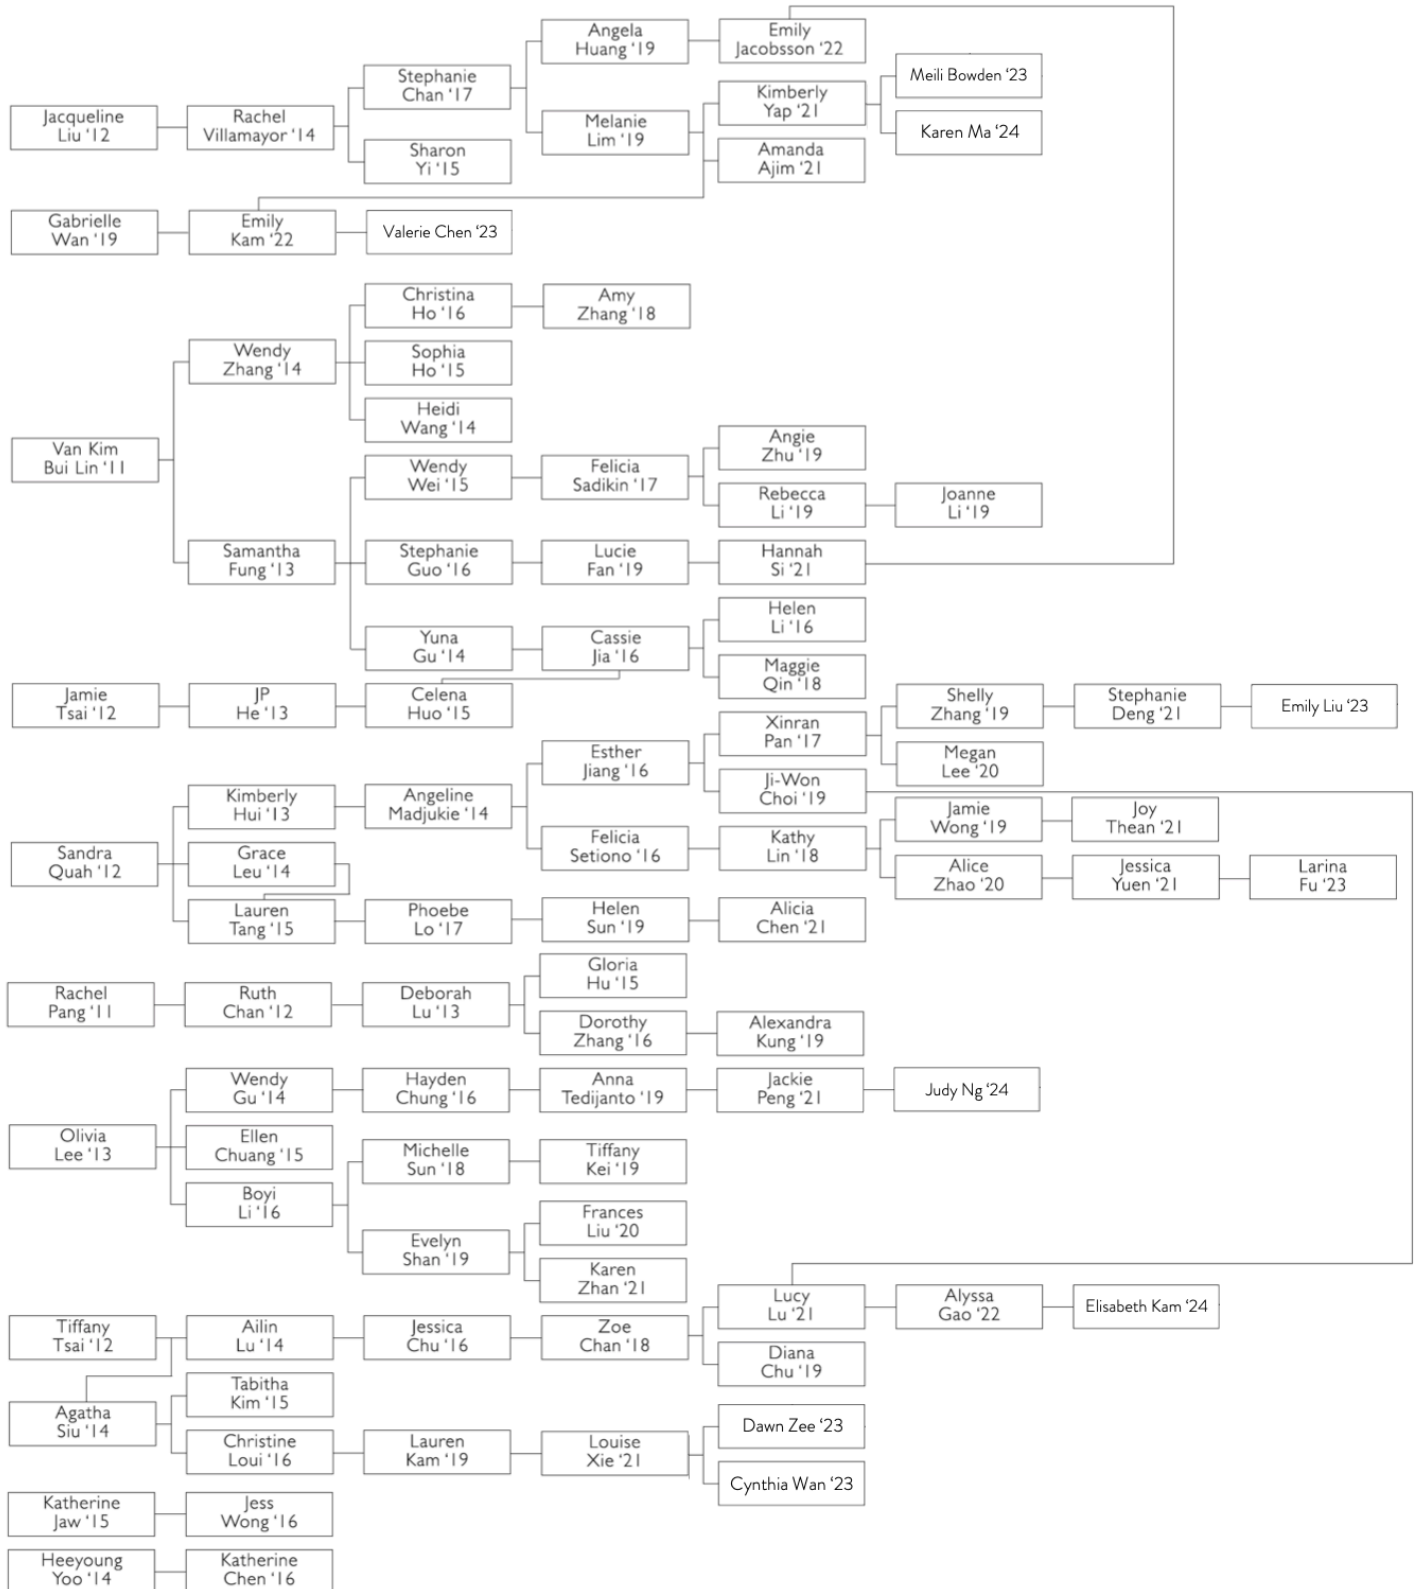 Angela
Huang ‘19
Emily
Jacobsson ‘22
Stephanie
Chan ‘17
Meili Bowden ‘23
Kimberly
Yap ‘21
Jacqueline
Liu ‘12
Rachel
Villamayor ‘14
Melanie
Lim ‘19
Karen Ma ‘24
Sharon
Yi ‘15
Amanda
Ajim ‘21
Gabrielle
Wan ‘19
Emily
Kam ‘22
Valerie Chen ‘23
Christina
Ho ‘16
Amy
Zhang ‘18
Wendy
Zhang ‘14
Sophia
Ho ‘15
Heidi
Wang ‘14
Van Kim
Bui Lin ‘11
Angie
Zhu ‘19
Wendy
Wei ‘15
Felicia
Sadikin ‘17
Rebecca
Li ‘19
Joanne
Li ‘19
Samantha
Fung ‘13
Stephanie
Guo ‘16
Lucie
Fan ‘19
Hannah
Si ‘21
Helen
Li ‘16
Yuna
Gu ‘14
Cassie
Jia ‘16
Maggie
Qin ‘18
Jamie
Tsai ‘12
JP
He ‘13
Celena
Huo ‘15
Shelly
Zhang ‘19
Stephanie
Deng ‘21
Emily Liu ‘23
Xinran
Pan ‘17
Esther
Jiang ‘16
Megan
Lee ‘20
Ji-Won
Choi ‘19
Kimberly
Hui ‘13
Angeline
Madjukie ‘14
Jamie
Wong ‘19
Joy
Thean ‘21
Felicia
Setiono ‘16
Kathy
Lin ‘18
Sandra
Quah ‘12
Grace
Leu ‘14
Alice
Zhao ‘20
Jessica
Yuen ‘21
Larina
Fu ‘23
Lauren
Tang ‘15
Phoebe
Lo ‘17
Helen
Sun ‘19
Alicia
Chen ‘21
Gloria
Hu ‘15
Rachel
Pang ‘11
Ruth
Chan ‘12
Deborah
Lu ‘13
Dorothy
Zhang ‘16
Alexandra
Kung ‘19
Wendy
Gu ‘14
Hayden
Chung ‘16
Anna
Tedijanto ‘19
Jackie
Peng ‘21
Judy Ng ‘24
Olivia
Lee ‘13
Ellen
Chuang ‘15
Michelle
Sun ‘18
Tiffany
Kei ‘19
Boyi
Li ‘16
Frances
Liu ‘20
Evelyn
Shan ‘19
Karen
Zhan ‘21
Lucy
Lu ‘21
Alyssa
Gao ‘22
Elisabeth Kam ‘24
Tiffany
Tsai ‘12
Ailin
Lu ‘14
Jessica
Chu ‘16
Zoe
Chan ‘18
Diana
Chu ‘19
Tabitha
Kim ‘15
Agatha
Siu ‘14
Dawn Zee ‘23
Christine
Loui ‘16
Lauren
Kam ‘19
Louise
Xie ‘21
Cynthia Wan ‘23
Katherine
Jaw ‘15
Jess
Wong ‘16
Heeyoung
Yoo ‘14
Katherine
Chen ‘16